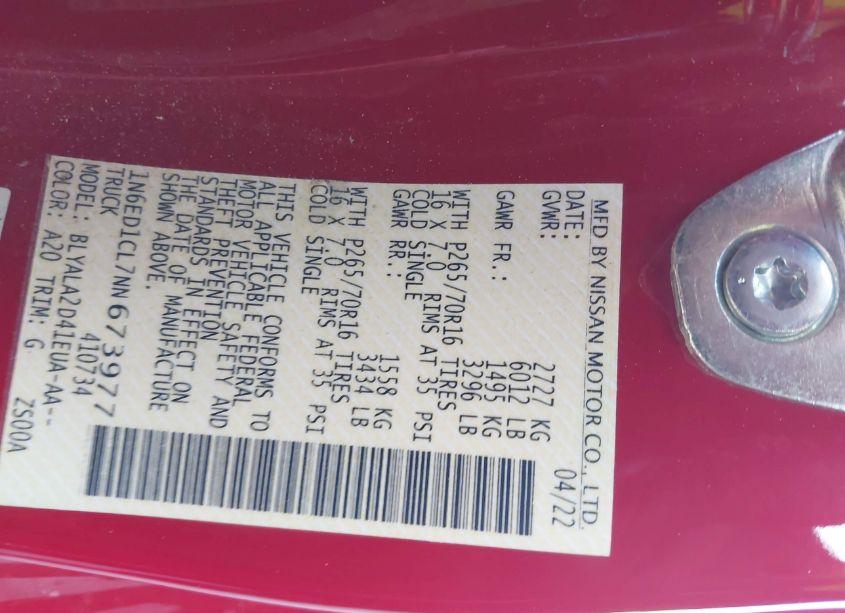 MFD BY NISSAN MOTOR CO., LTD.
DATE: 04/22
GVWR: 2727 KG
6012 LB
GAWR FR.: 1495 KG
3296 LB
WITH P265/70R16 TIRES
16 X 7.0 RIMS AT 35 PSI
COLD SINGLE
GAWR RR.: 1558 KG
3434 LB
WITH P265/70R16 TIRES
16 X 7.0 RIMS AT 35 PSI
COLD SINGLE
THIS VEHICLE CONFORMS TO
ALL APPLICABLE FEDERAL
MOTOR VEHICLE SAFETY AND
THEFT PREVENTION
STANDARDS IN EFFECT ON
THE DATE OF MANUFACTURE
SHOWN ABOVE.
1N6ED1CL7NN673977
TRUCK 410734
MODEL: BLYALA2D41EUA-AA--
COLOR: A20 TRIM: G ZS00A